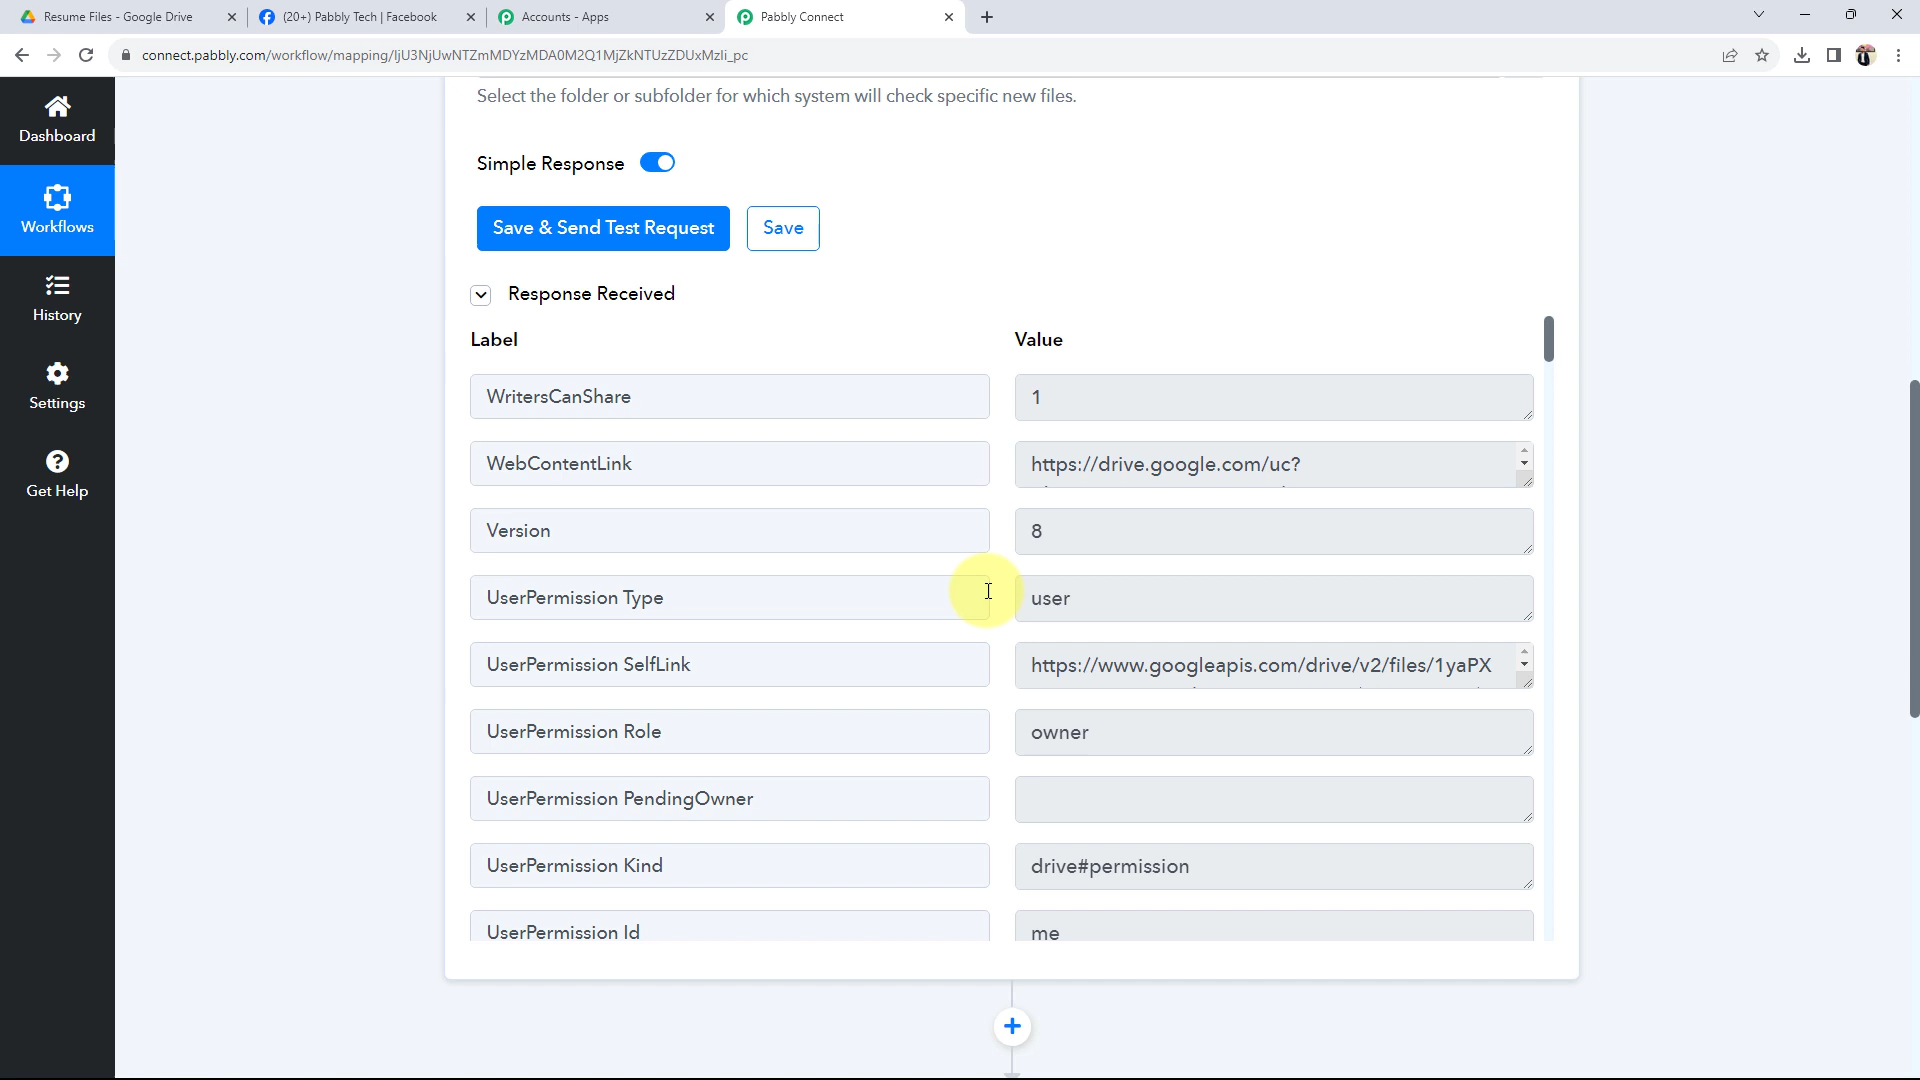 Resume Files - Google Drive
(20+) Pabbly Tech | Facebook
Accounts - Apps
Pabbly Connect
connect.pabbly.com/workflow/mapping/IjU3NjUwNTZmMDYzMDA0M2Q1MjZkNTUzZDUxMzIi_pc
Dashboard
Workflows
History
Settings
Get Help
Select the folder or subfolder for which system will check specific new files.
Simple Response
Save & Send Test Request Save
Response Received
Label Value
WritersCanShare 1
WebContentLink https://drive.google.com/uc?
Version 8
UserPermission Type user
UserPermission SelfLink https://www.googleapis.com/drive/v2/files/1yaPX
UserPermission Role owner
UserPermission PendingOwner
UserPermission Kind drive#permission
UserPermission Id me